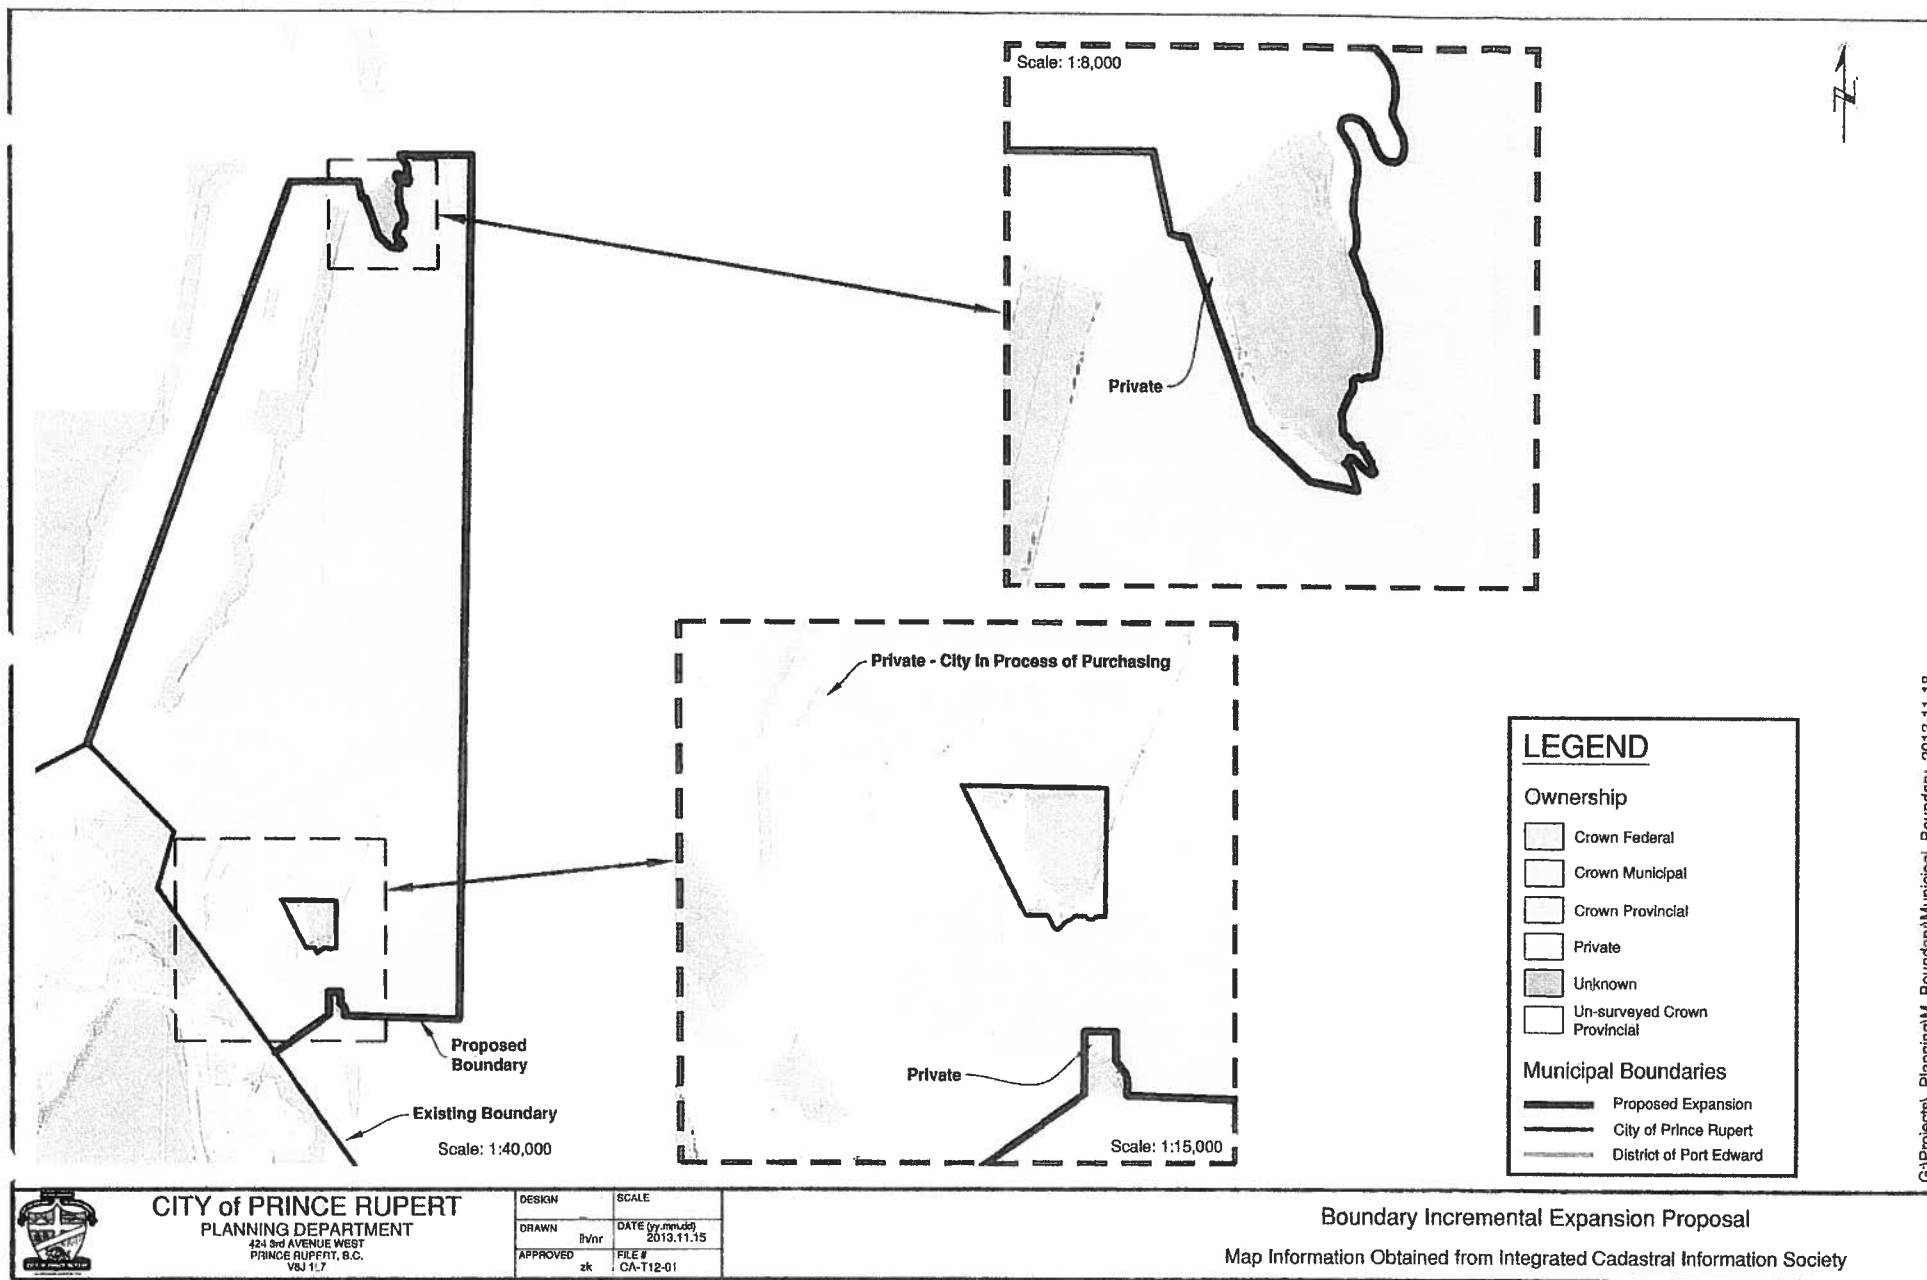 Scale: 1:8,000
Private
Private - City in Process of Purchasing
Private
Scale: 1:15,000
Proposed
Boundary
Existing Boundary
Scale: 1:40,000
LEGEND
Ownership
Crown Federal
Crown Municipal
Crown Provincial
Private
Unknown
Un-surveyed Crown
Provincial
Municipal Boundaries
Proposed Expansion
City of Prince Rupert
District of Port Edward
CITY of PRINCE RUPERT
PLANNING DEPARTMENT
424 3rd AVENUE WEST
PRINCE RUPERT, B.C.
V8J 1L7
DESIGN
SCALE
DRAWN
DATE (yy.mm.dd)
2013.11.15
APPROVED
zk
FILE #
CA-T12-01
Boundary Incremental Expansion Proposal
Map Information Obtained from Integrated Cadastral Information Society